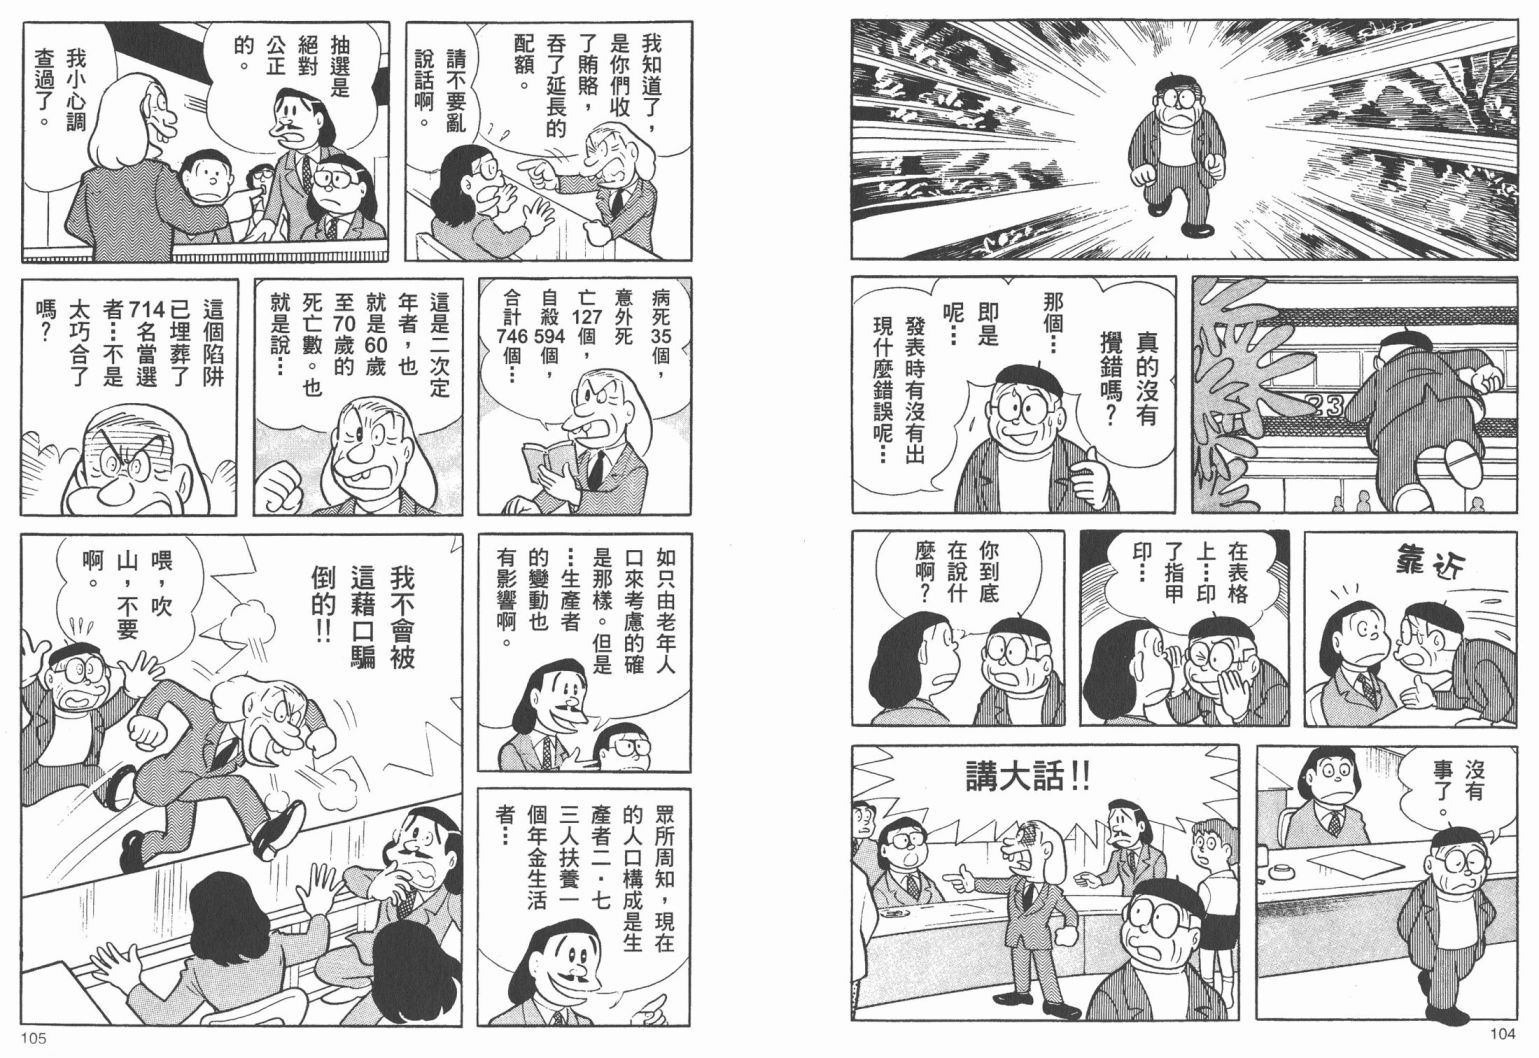 23
真的沒有
攪錯嗎？
那個…
即是
呢…
發表時有沒有出
現什麼錯誤呢…
靠近
在表格
上…印
了指甲
印…
你到底
在說什
麼啊？
沒有
事了。
講大話!!
104
我知道了，
是你們收
了賄賂，
吞了延長的
配額。
請不要亂
說話啊。
抽選是
絕對
公正
的。
我小心調
查過了。
病死35個，
意外死
亡127個，
自殺594個，
合計746個…
這是二次定
年者，也
就是60歲
至70歲的
死亡數。也
就是說…
這個陷阱
已埋葬了
714名當選
者…不是
太巧合了
嗎？
如只由老年人
口來考慮的確
是那樣。但是
…生產者
的變動也
有影響啊。
眾所周知，現在
的人口構成是生
產者二·七
三人扶養一
個年金生活
者…
我不會被
這藉口騙
倒的!!
喂，吹
山，不要
啊。
105